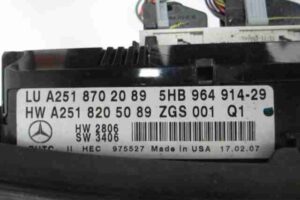 LU A251 870 20 89 5HB 964 914-29
HW A251 820 50 89 ZGS 001 Q1
HW 2806
SW 3406
HEC 975527 Made in USA 17.02.07